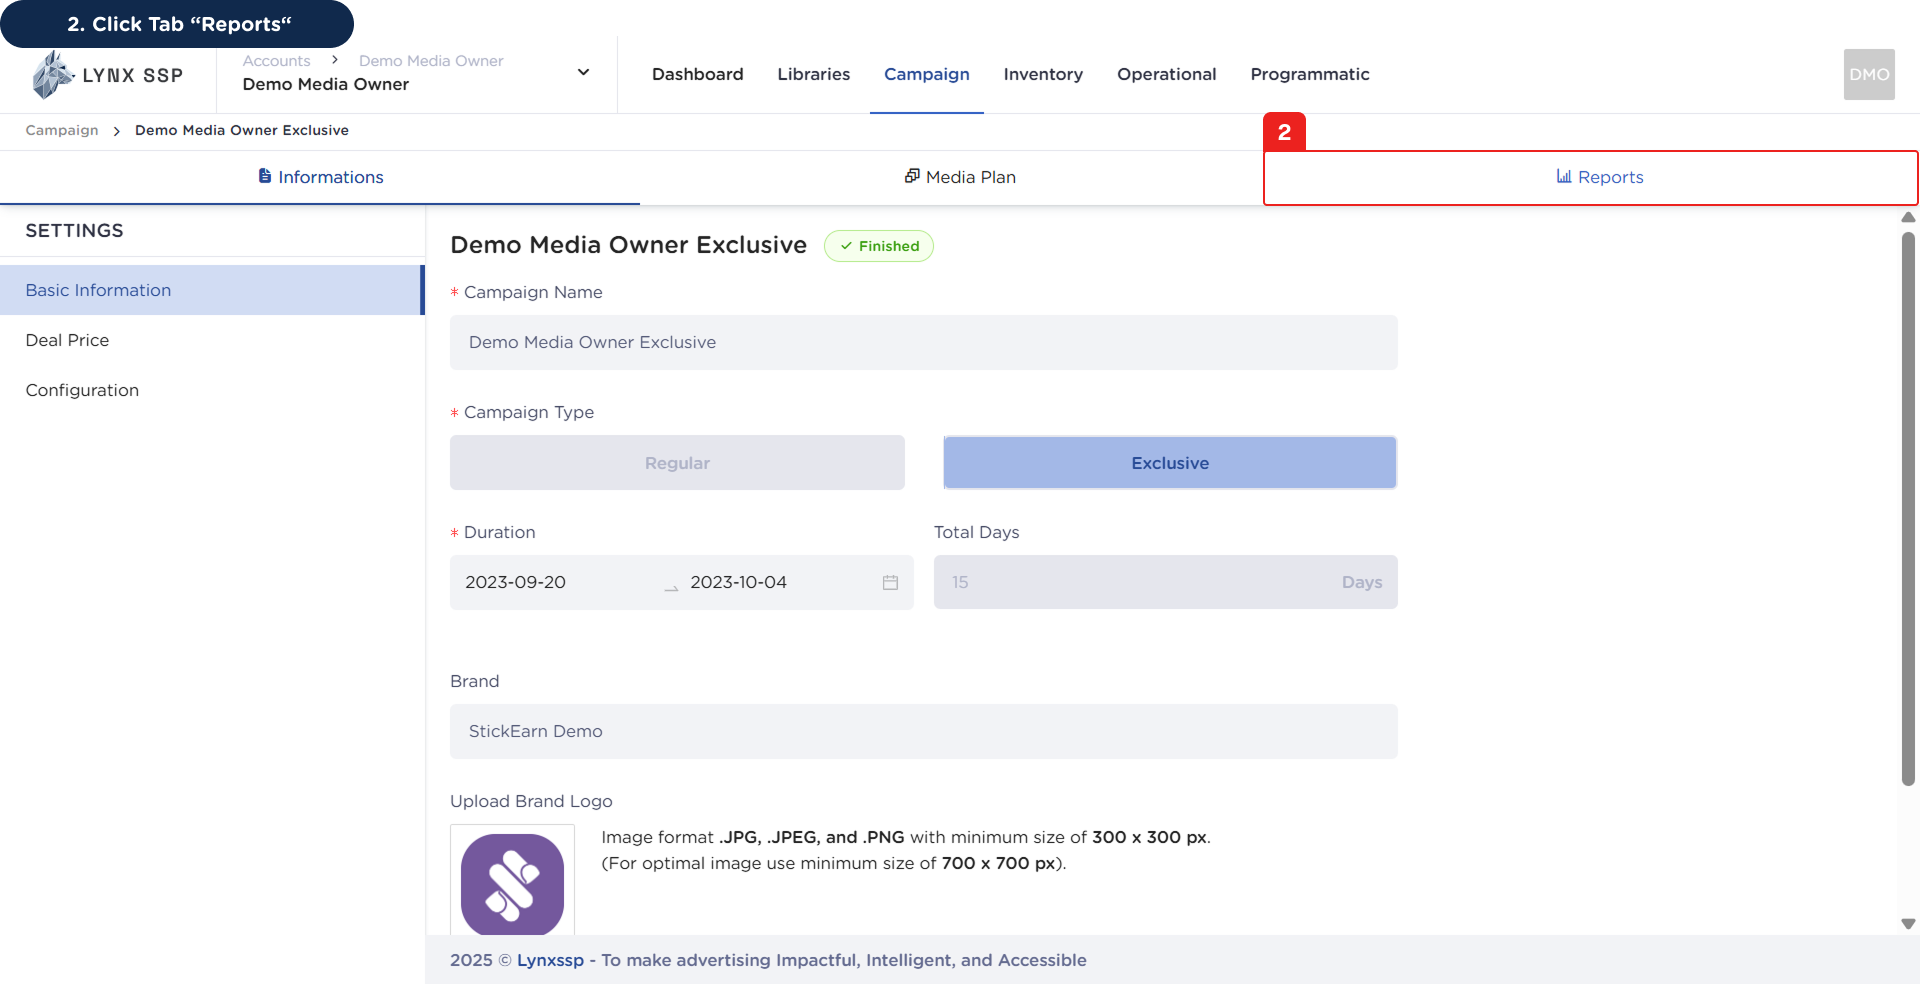 2. Click Tab “Reports“
LYNX SSP
Accounts > Demo Media Owner
Demo Media Owner
Dashboard
Libraries
Campaign
Inventory
Operational
Programmatic
DMO
Campaign > Demo Media Owner Exclusive
2
Informations
Media Plan
Reports
SETTINGS
Basic Information
Deal Price
Configuration
Demo Media Owner Exclusive
Finished
* Campaign Name
Demo Media Owner Exclusive
* Campaign Type
Regular
Exclusive
* Duration
Total Days
2023-09-20 → 2023-10-04
15 Days
Brand
StickEarn Demo
Upload Brand Logo
Image format .JPG, .JPEG, and .PNG with minimum size of 300 x 300 px.
(For optimal image use minimum size of 700 x 700 px).
2025 © Lynxssp - To make advertising Impactful, Intelligent, and Accessible